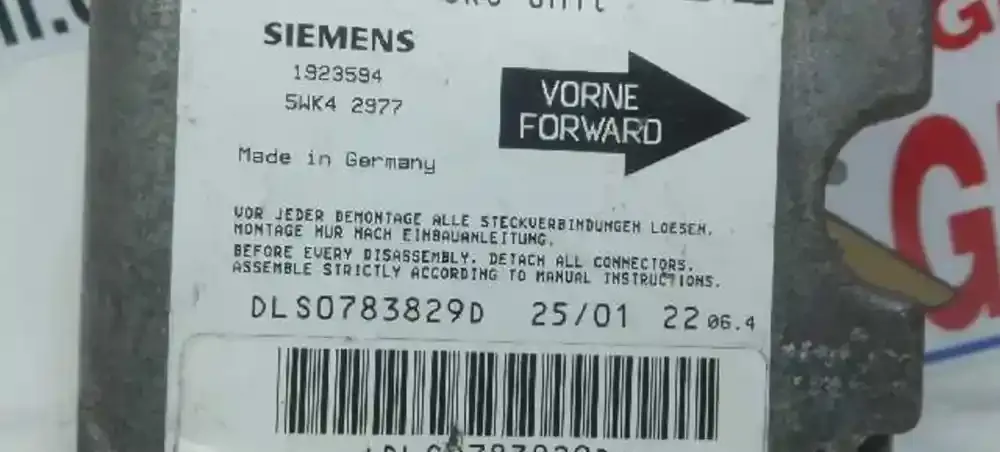 SIEMENS
1923594
5WK4 2977
VORNE
FORWARD
Made in Germany
VOR JEDER DEMONTAGE ALLE STECKVERBINDUNGEN LOESEN.
MONTAGE NUR NACH EINBAUANLEITUNG.
BEFORE EVERY DISASSEMBLY. DETACH ALL CONNECTORS.
ASSEMBLE STRICTLY ACCORDING TO MANUAL INSTRUCTIONS.
DLS0783829D 25/01 22 06.4